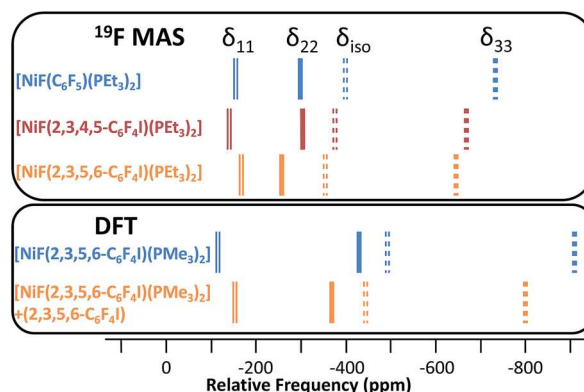 ¹⁹F MAS δ₁₁ δ₂₂ δᵢₛₒ δ₃₃
[NiF(C₆F₅)(PEt₃)₂]
[NiF(2,3,4,5-C₆F₄I)(PEt₃)₂]
[NiF(2,3,5,6-C₆F₄I)(PEt₃)₂]
DFT
[NiF(2,3,5,6-C₆F₄I)(PMe₃)₂]
[NiF(2,3,5,6-C₆F₄I)(PMe₃)₂]
+(2,3,5,6-C₆F₄I)
0 -200 -400 -600 -800
Relative Frequency (ppm)